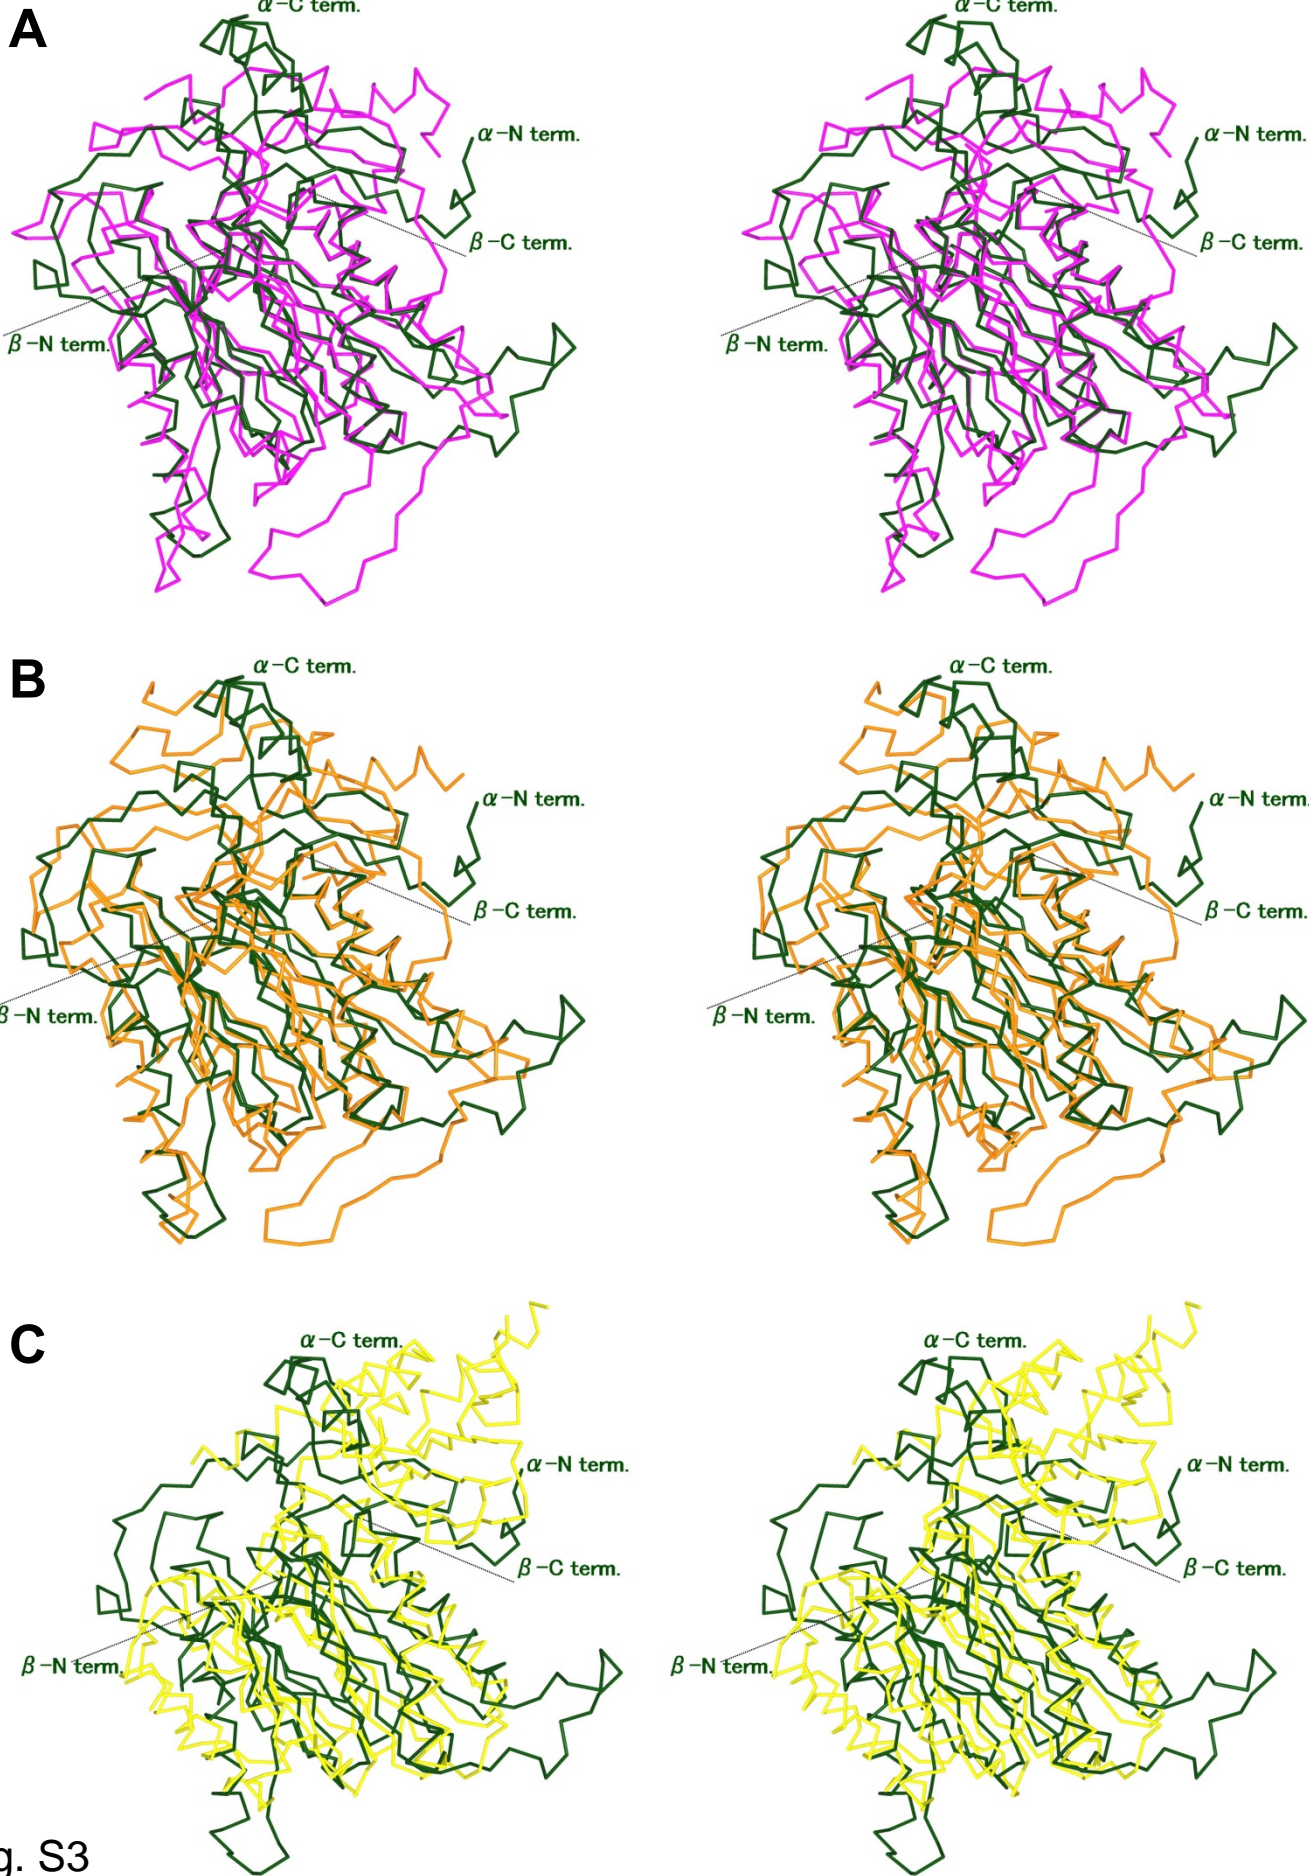 A
α-C term.
α-C term.
α-N term.
α-N term.
β-C term.
β-C term.
β-N term.
β-N term.
B
α-C term.
α-C term.
α-N term.
α-N term.
β-C term.
β-C term.
β-N term.
β-N term.
C
α-C term.
α-C term.
α-N term.
α-N term.
β-C term.
β-C term.
β-N term.
β-N term.
g. S3